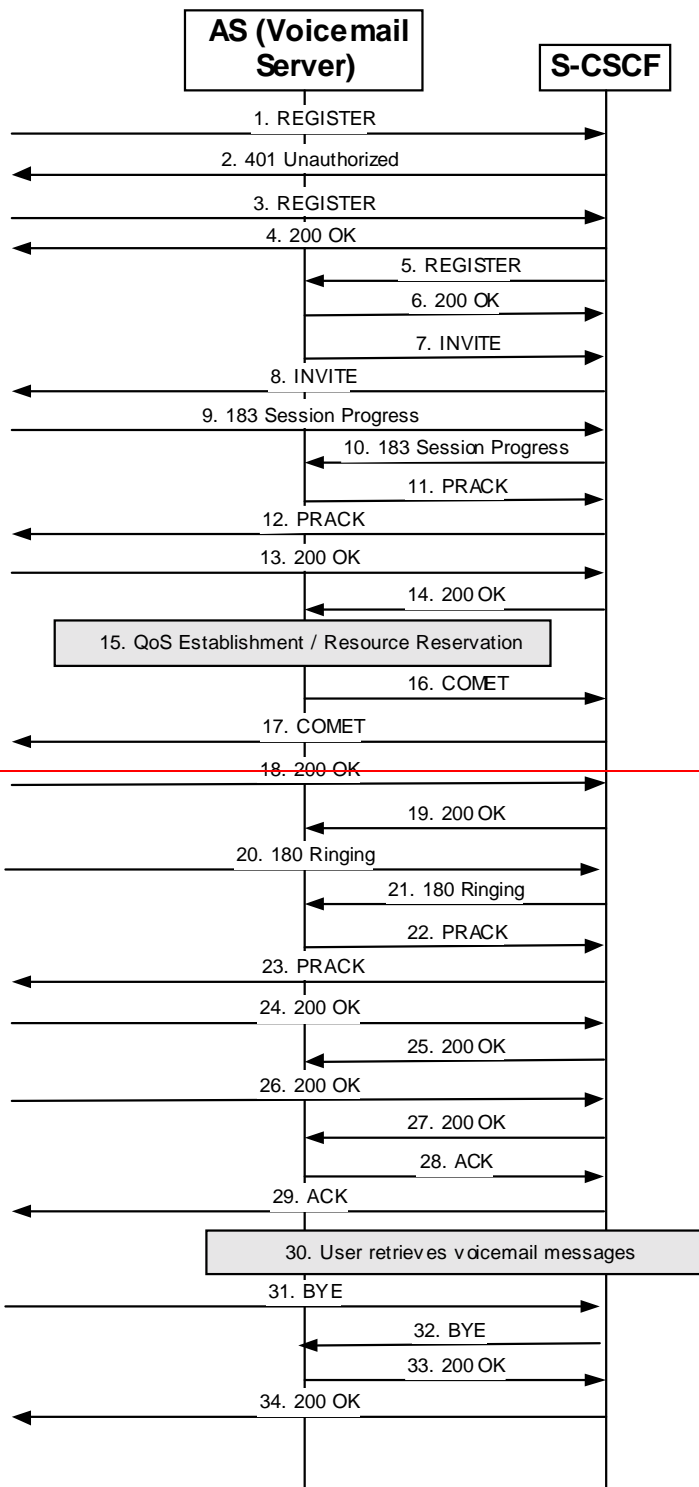 AS (Voicemail
Server)
S-CSCF
1. REGISTER
2. 401 Unauthorized
3. REGISTER
4. 200 OK
5. REGISTER
6. 200 OK
7. INVITE
8. INVITE
9. 183 Session Progress
10. 183 Session Progress
11. PRACK
12. PRACK
13. 200 OK
14. 200 OK
15. QoS Establishment / Resource Reservation
16. COMET
17. COMET
18. 200 OK
19. 200 OK
20. 180 Ringing
21. 180 Ringing
22. PRACK
23. PRACK
24. 200 OK
25. 200 OK
26. 200 OK
27. 200 OK
28. ACK
29. ACK
30. User retrieves voicemail messages
31. BYE
32. BYE
33. 200 OK
34. 200 OK